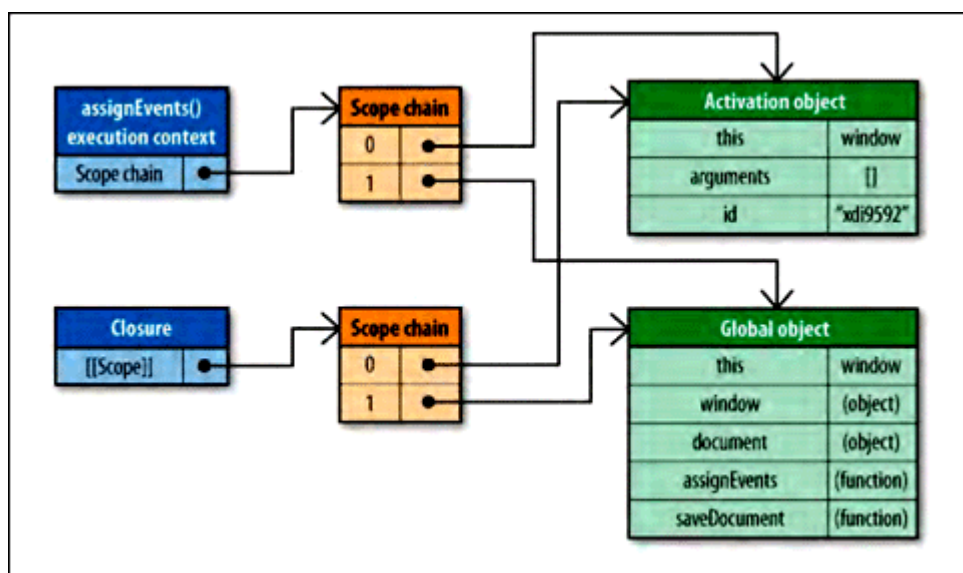 assignEvents()
execution context
Scope chain
Scope chain
0
1
Activation object
this window
arguments []
id "xdi9592"
Closure
[[Scope]]
Scope chain
0
1
Global object
this window
window (object)
document (object)
assignEvents (function)
saveDocument (function)